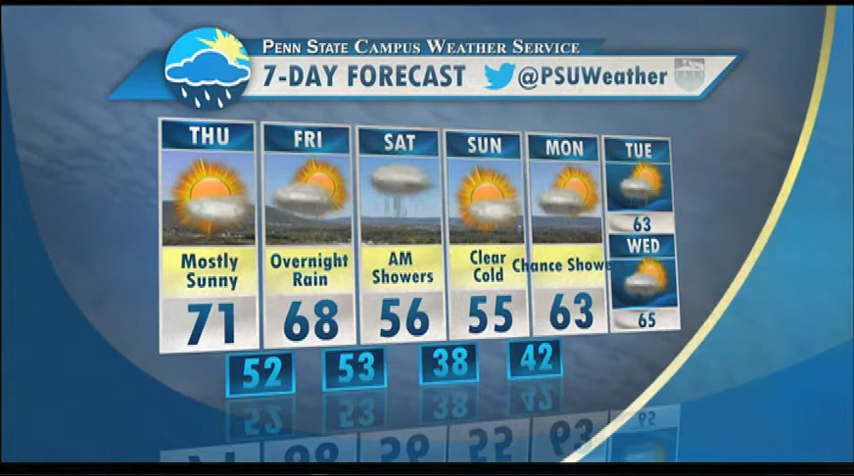 PENN STATE CAMPUS WEATHER SERVICE
7-DAY FORECAST @PSUWeather
THU
Mostly
Sunny
71
FRI
Overnight
Rain
68
SAT
AM
Showers
56
SUN
Clear
Cold
55
MON
Chance Showe
63
TUE
63
WED
65
52
53
38
42